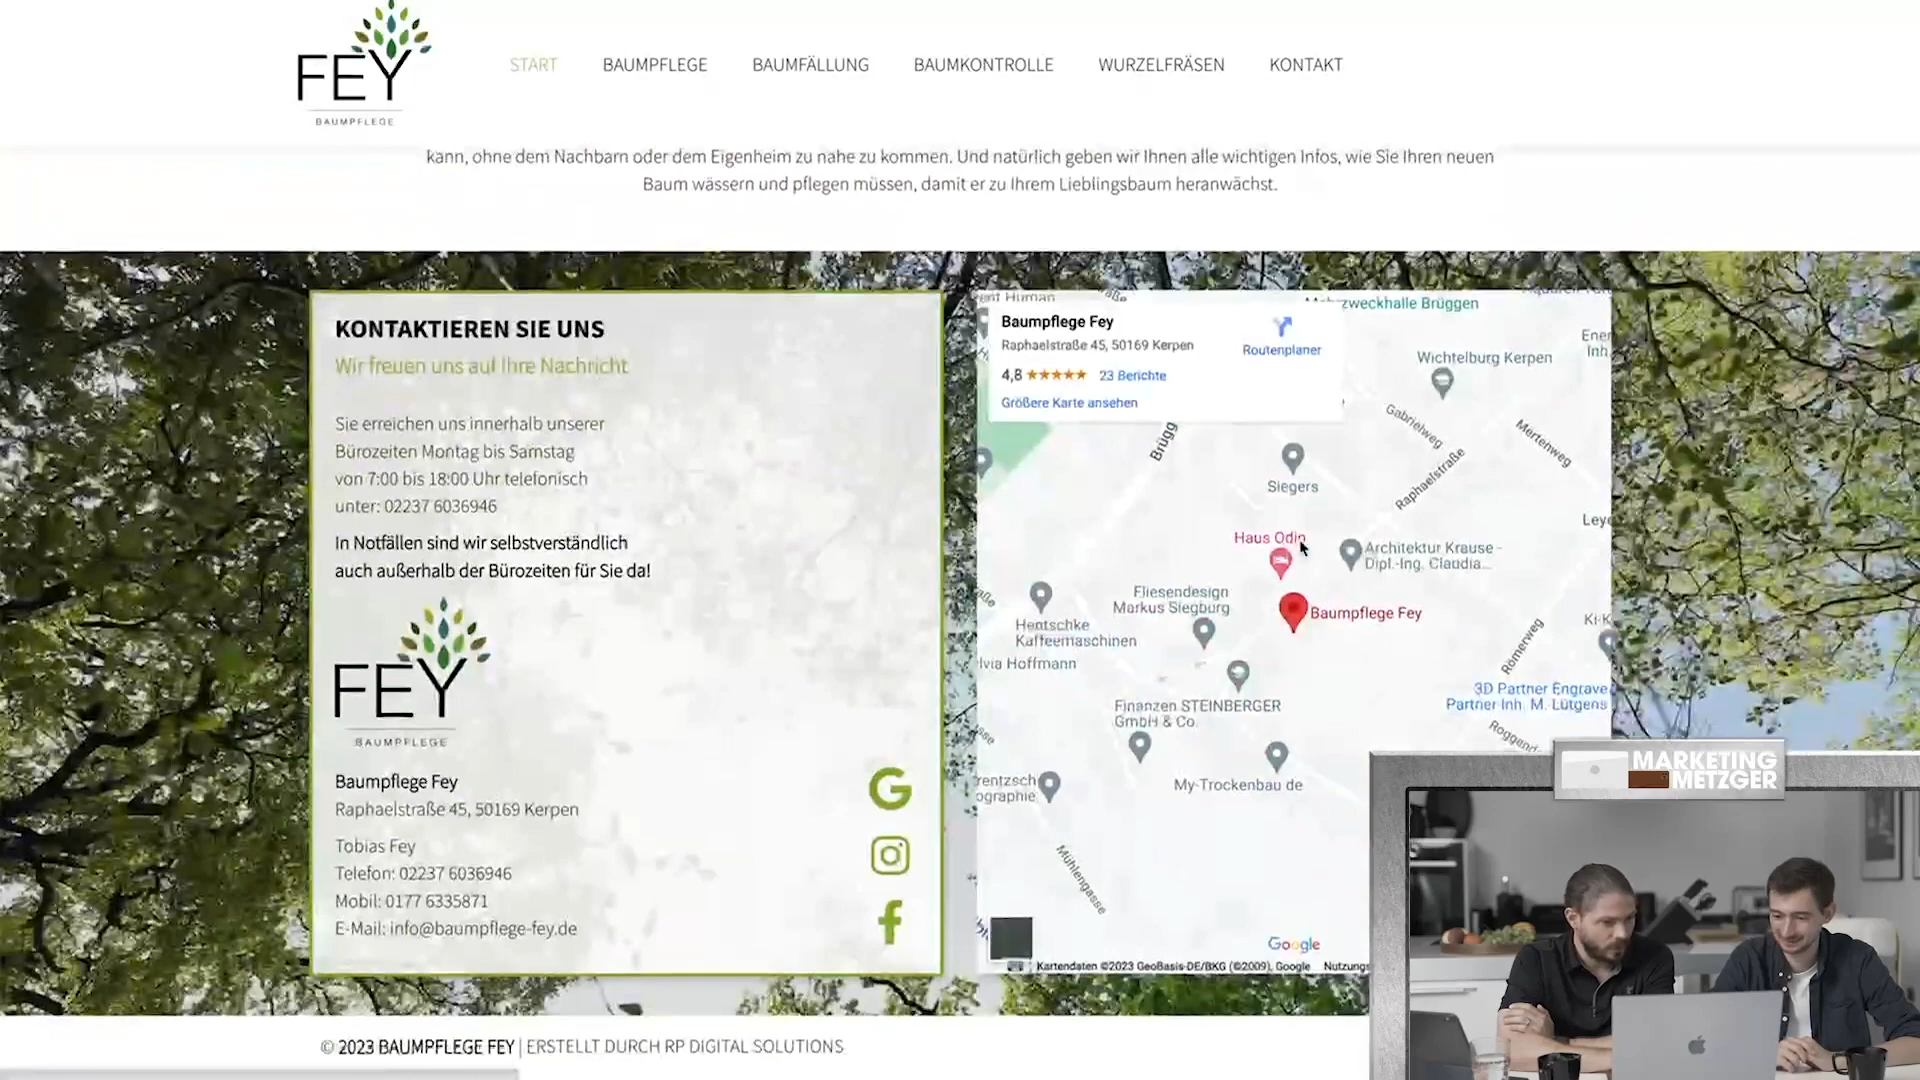 FEY
BAUMPFLEGE
START
BAUMPFLEGE
BAUMFÄLLUNG
BAUMKONTROLLE
WURZELFRÄSEN
KONTAKT
kann, ohne dem Nachbarn oder dem Eigenheim zu nahe zu kommen. Und natürlich geben wir Ihnen alle wichtigen Infos, wie Sie Ihren neuen
Baum wässern und pflegen müssen, damit er zu Ihrem Lieblingsbaum heranwächst.
KONTAKTIEREN SIE UNS
Wir freuen uns auf Ihre Nachricht
Sie erreichen uns innerhalb unserer
Bürozeiten Montag bis Samstag
von 7:00 bis 18:00 Uhr telefonisch
unter: 02237 6036946
In Notfällen sind wir selbstverständlich
auch außerhalb der Bürozeiten für Sie da!
FEY
BAUMPFLEGE
Baumpflege Fey
Raphaelstraße 45, 50169 Kerpen
Tobias Fey
Telefon: 02237 6036946
Mobil: 0177 6335871
E-Mail: info@baumpflege-fey.de
Baumpflege Fey
Raphaelstraße 45, 50169 Kerpen
4,8
23 Berichte
Größere Karte ansehen
Routenplaner
Brüggen
Wichtelburg Kerpen
Gabrielweg
Mertenweg
Raphaelstraße
Siegers
Haus Odin
Architektur Krause -
Dipl.-Ing. Claudia...
Fliesendesign
Markus Siegburg
Baumpflege Fey
Hentschke
Kaffeemaschinen
Hoffmann
Römerweg
3D Partner Engrave
Partner Inh. M. Lütgens
Finanzen STEINBERGER
GmbH & Co.
My-Trockenbau de
Mühlengasse
Google
Kartendaten ©2023 GeoBasis-DE/BKG (©2009), Google
MARKETING
METZGER
© 2023 BAUMPFLEGE FEY | ERSTELLT DURCH RP DIGITAL SOLUTIONS